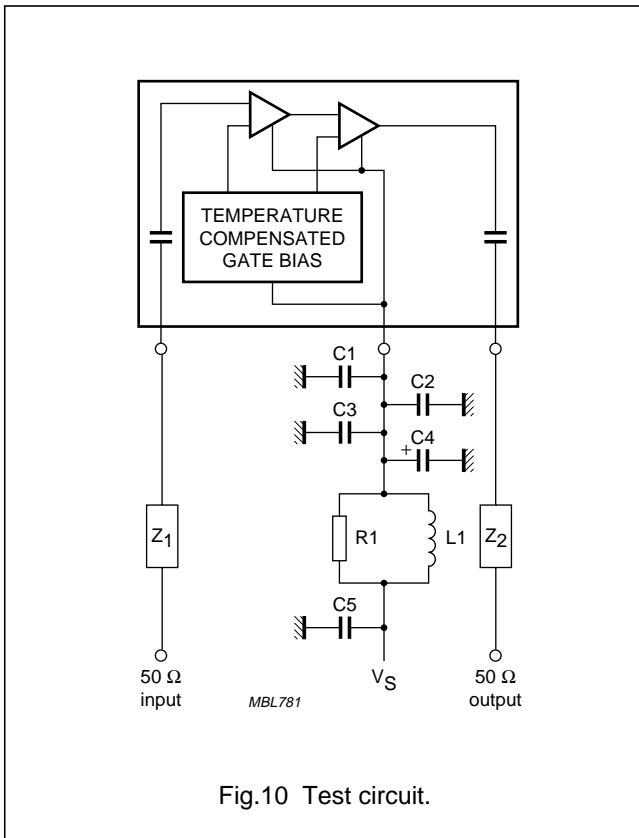 TEMPERATURE
COMPENSATED
GATE BIAS
C1
C2
C3
C4
+
Z1
R1
L1
Z2
C5
50 Ω
input
MBL781
VS
50 Ω
output
Fig.10 Test circuit.